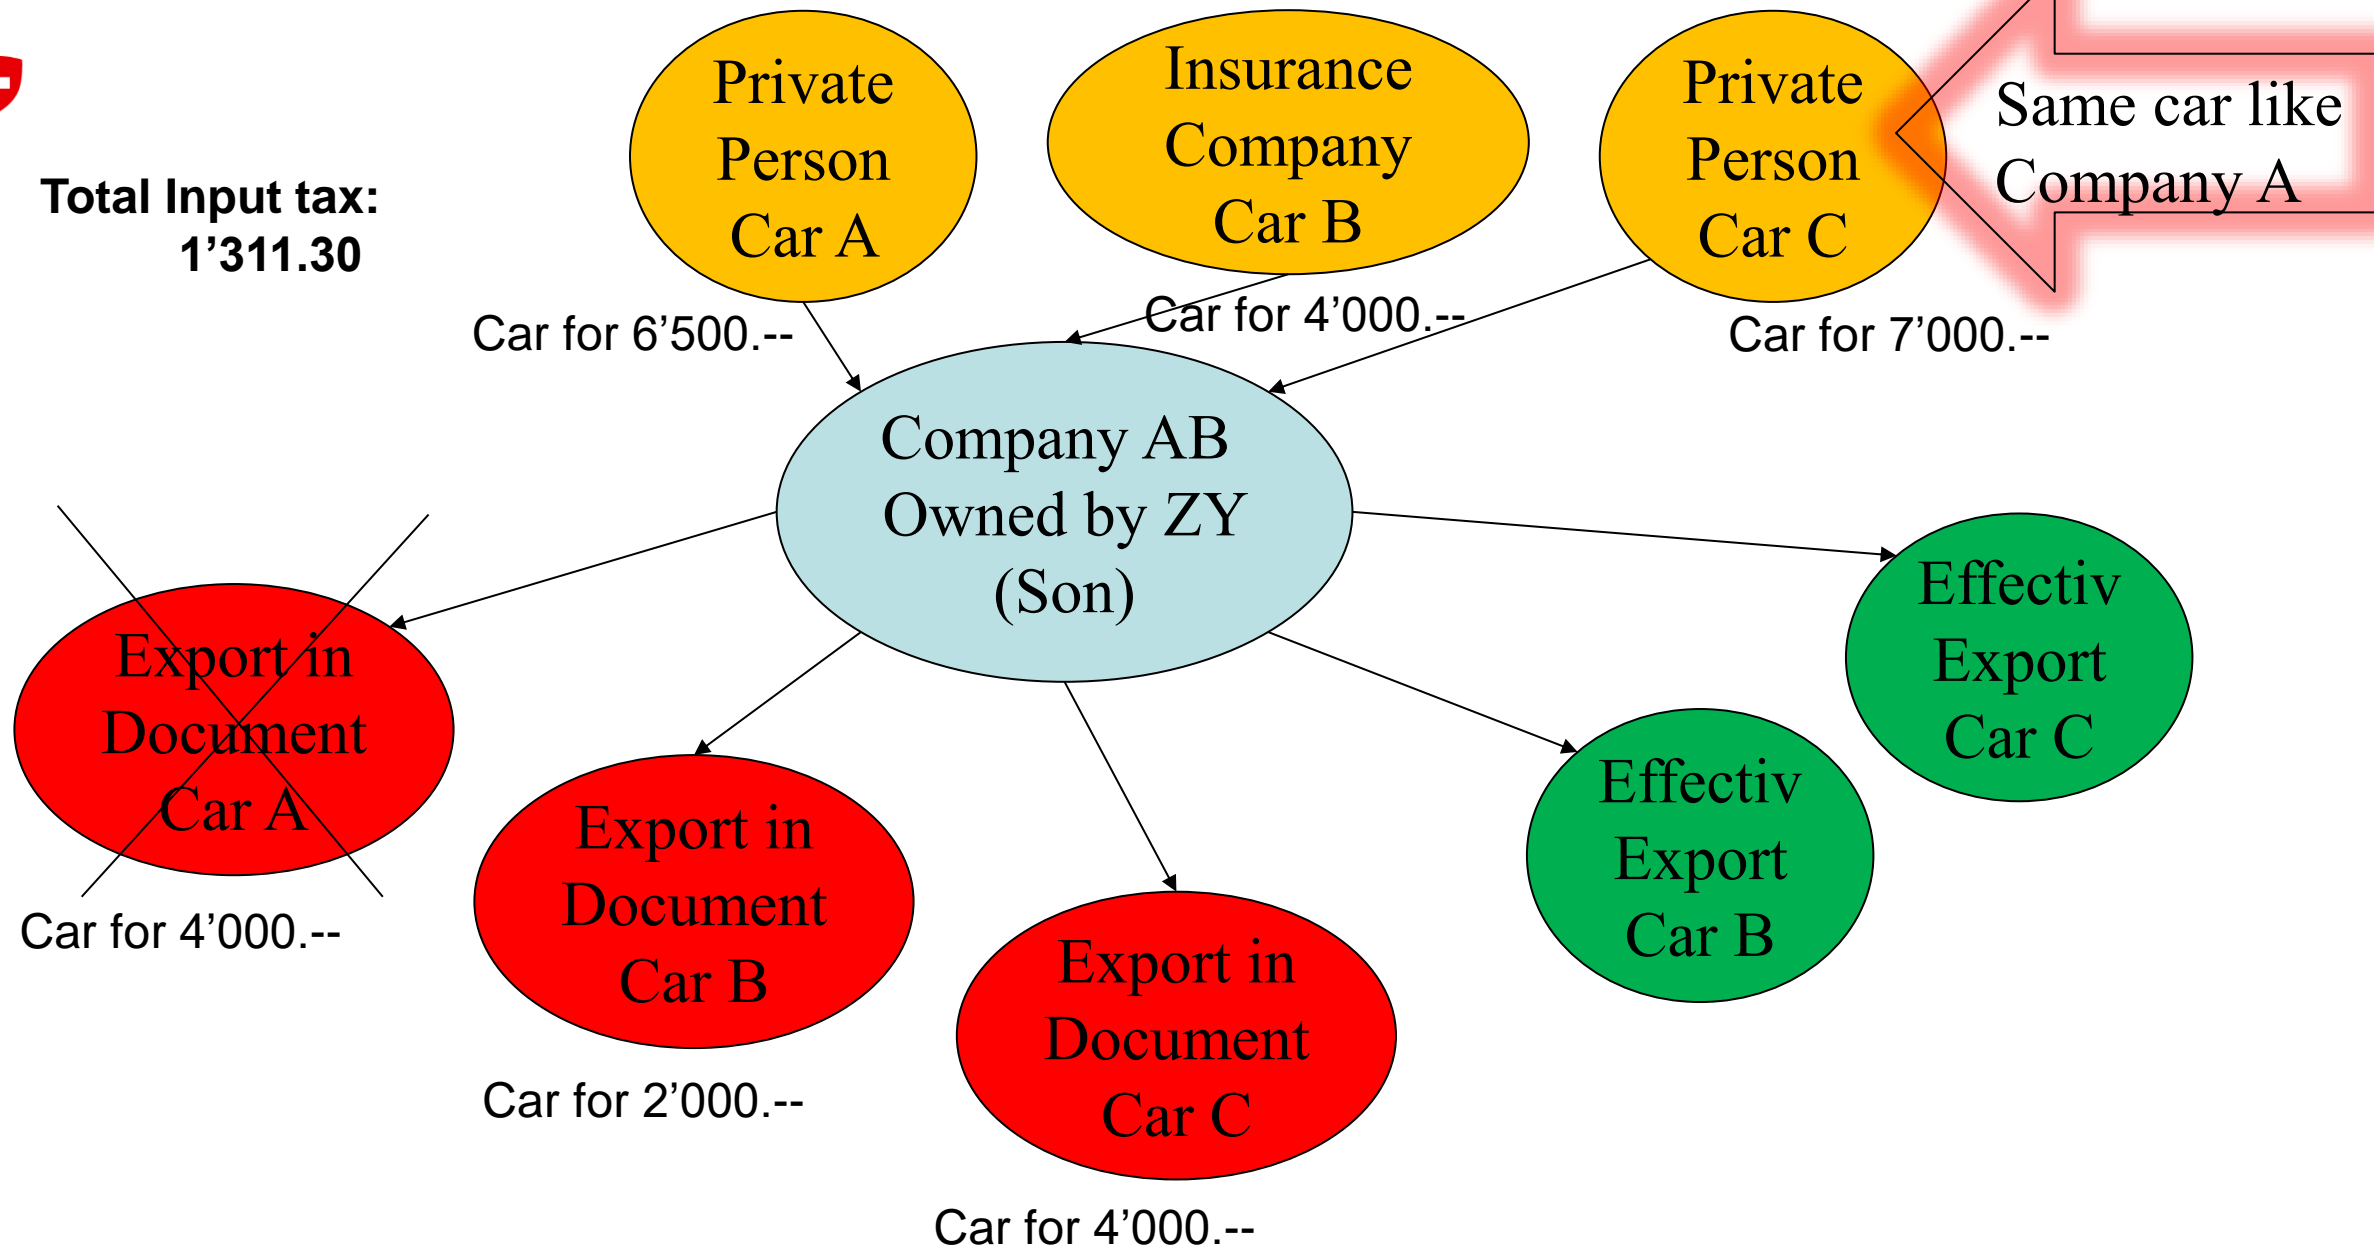 Private
Person
Car A
Insurance
Company
Car B
Private
Person
Car C
Same car like
Company A
Total Input tax:
1’311.30
Car for 6’500.--
Car for 4’000.--
Car for 7’000.--
Company AB
Owned by ZY
(Son)
Export in
Document
Car A
Car for 4’000.--
Export in
Document
Car B
Car for 2’000.--
Export in
Document
Car C
Car for 4’000.--
Effectiv
Export
Car B
Effectiv
Export
Car C